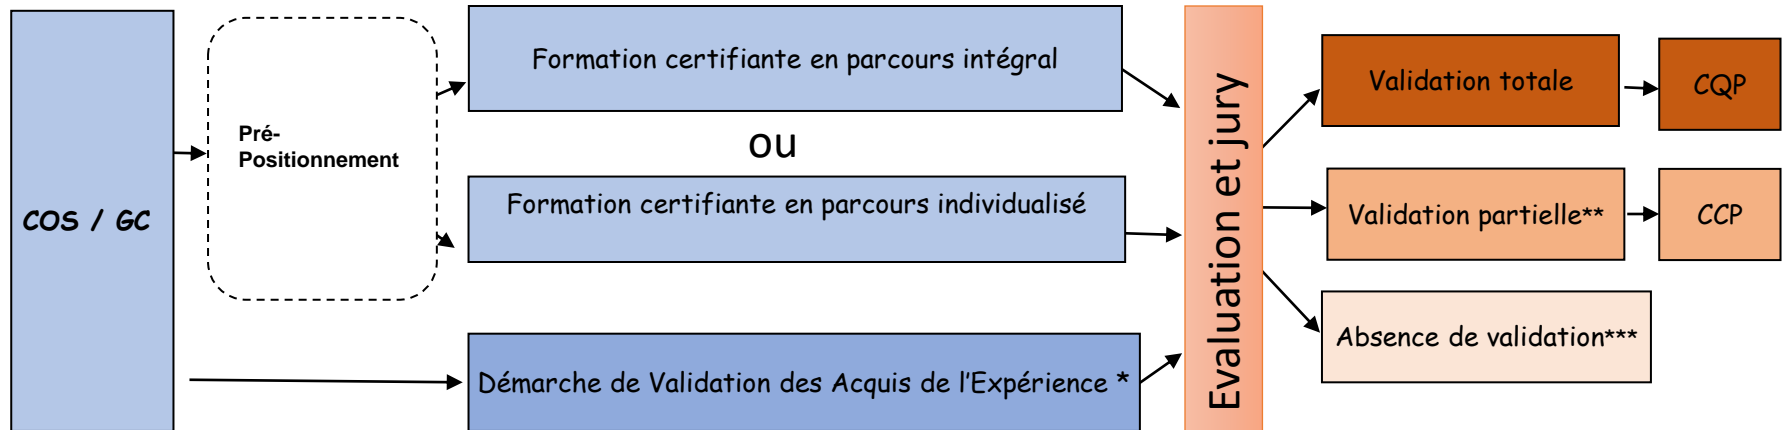 COS / GC
Pré-
Positionnement
Formation certifiante en parcours intégral
ou
Formation certifiante en parcours individualisé
Démarche de Validation des Acquis de l'Expérience *
Evaluation et jury
Validation totale
CQP
Validation partielle**
CCP
Absence de validation***